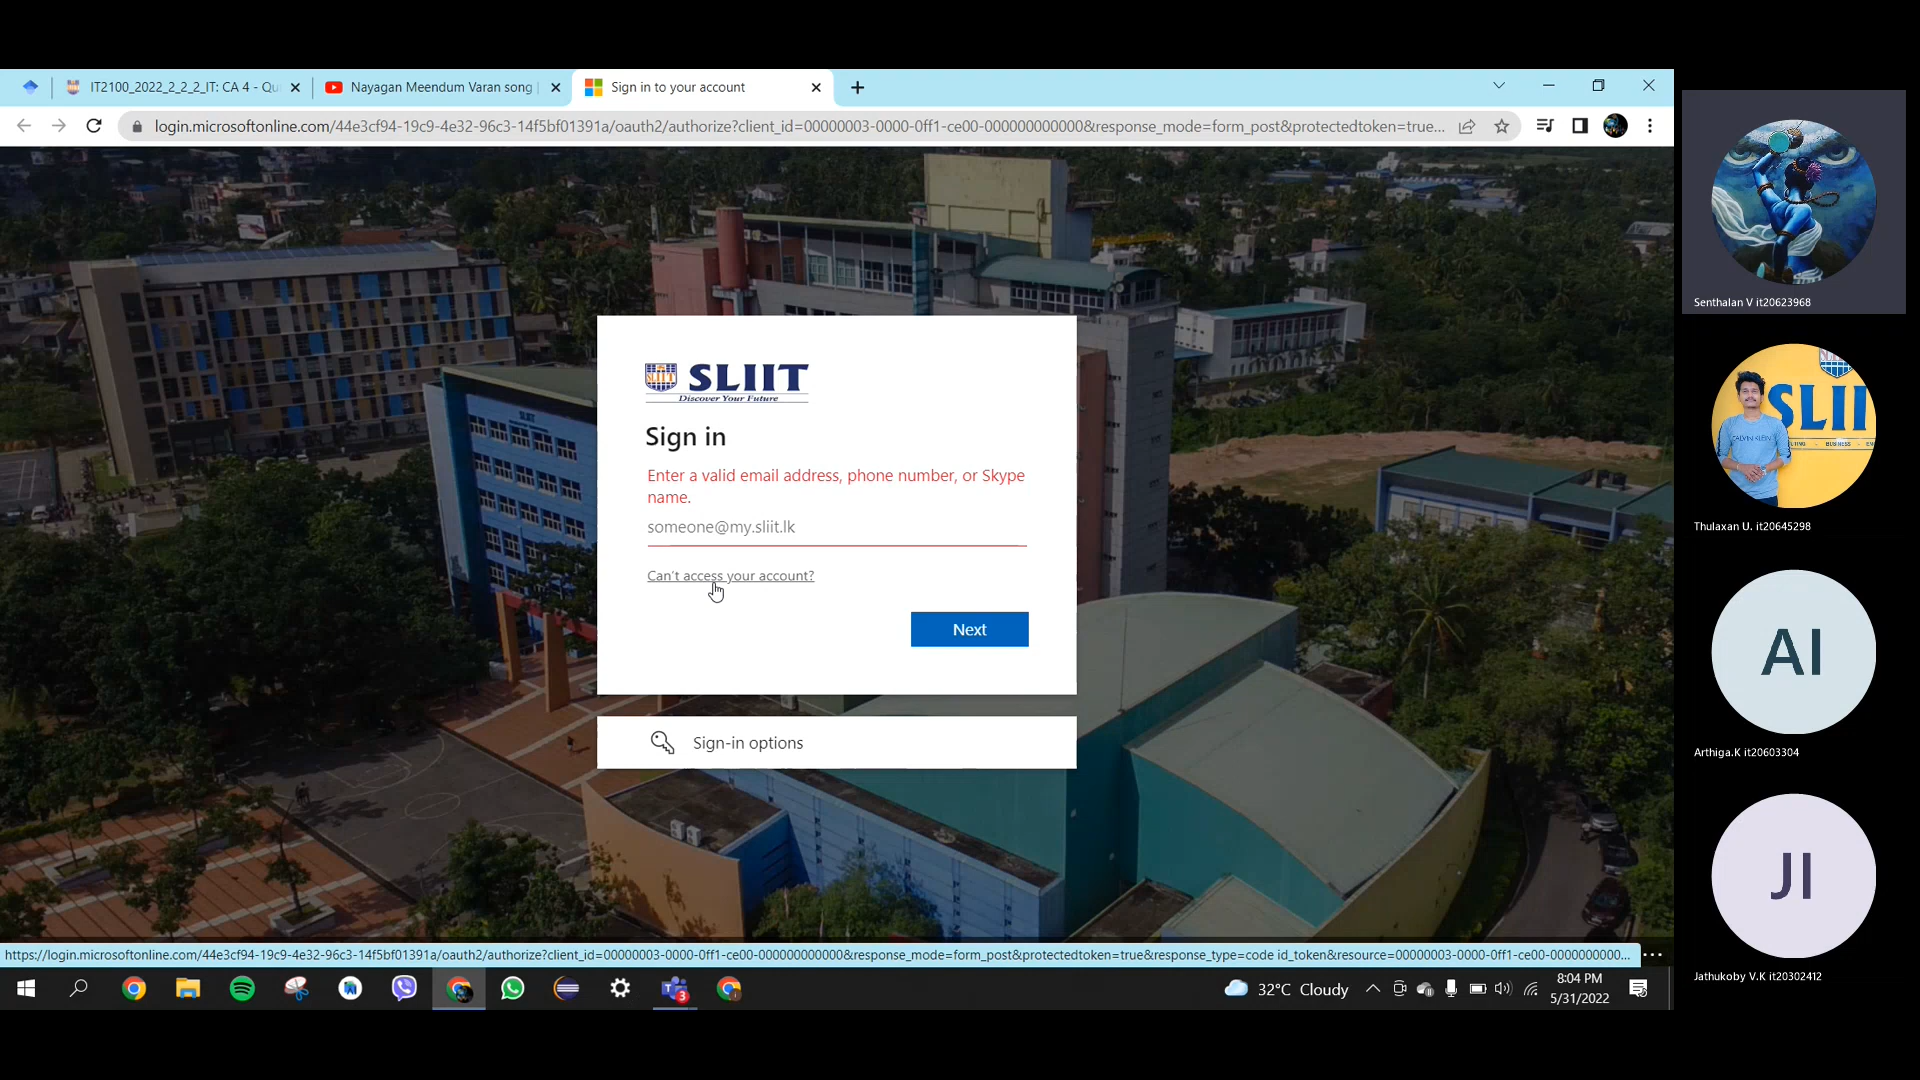 IT2100_2022_2_2_2_IT: CA 4 - Qu
Nayagan Meendum Varan song
Sign in to your account
login.microsoftonline.com/44e3cf94-19c9-4e32-96c3-14f5bf01391a/oauth2/authorize?client_id=00000003-0000-0ff1-ce00-000000000000&response_mode=form_post&protectedtoken=true...
SLIIT
Discover Your Future
Sign in
Enter a valid email address, phone number, or Skype
name.
someone@my.sliit.lk
Can't access your account?
Next
Sign-in options
Senthalan V it20623968
SLII
CALVIN KLEIN
Thulaxan U. it20645298
AI
Arthiga.K it20603304
JI
Jathukoby V.K it20302412
https://login.microsoftonline.com/44e3cf94-19c9-4e32-96c3-14f5bf01391a/oauth2/authorize?client_id=00000003-0000-0ff1-ce00-000000000000&response_mode=form_post&protectedtoken=true&response_type=code id_token&resource=00000003-0000-0ff1-ce00-0000000000...
3
32°C Cloudy
8:04 PM
5/31/2022